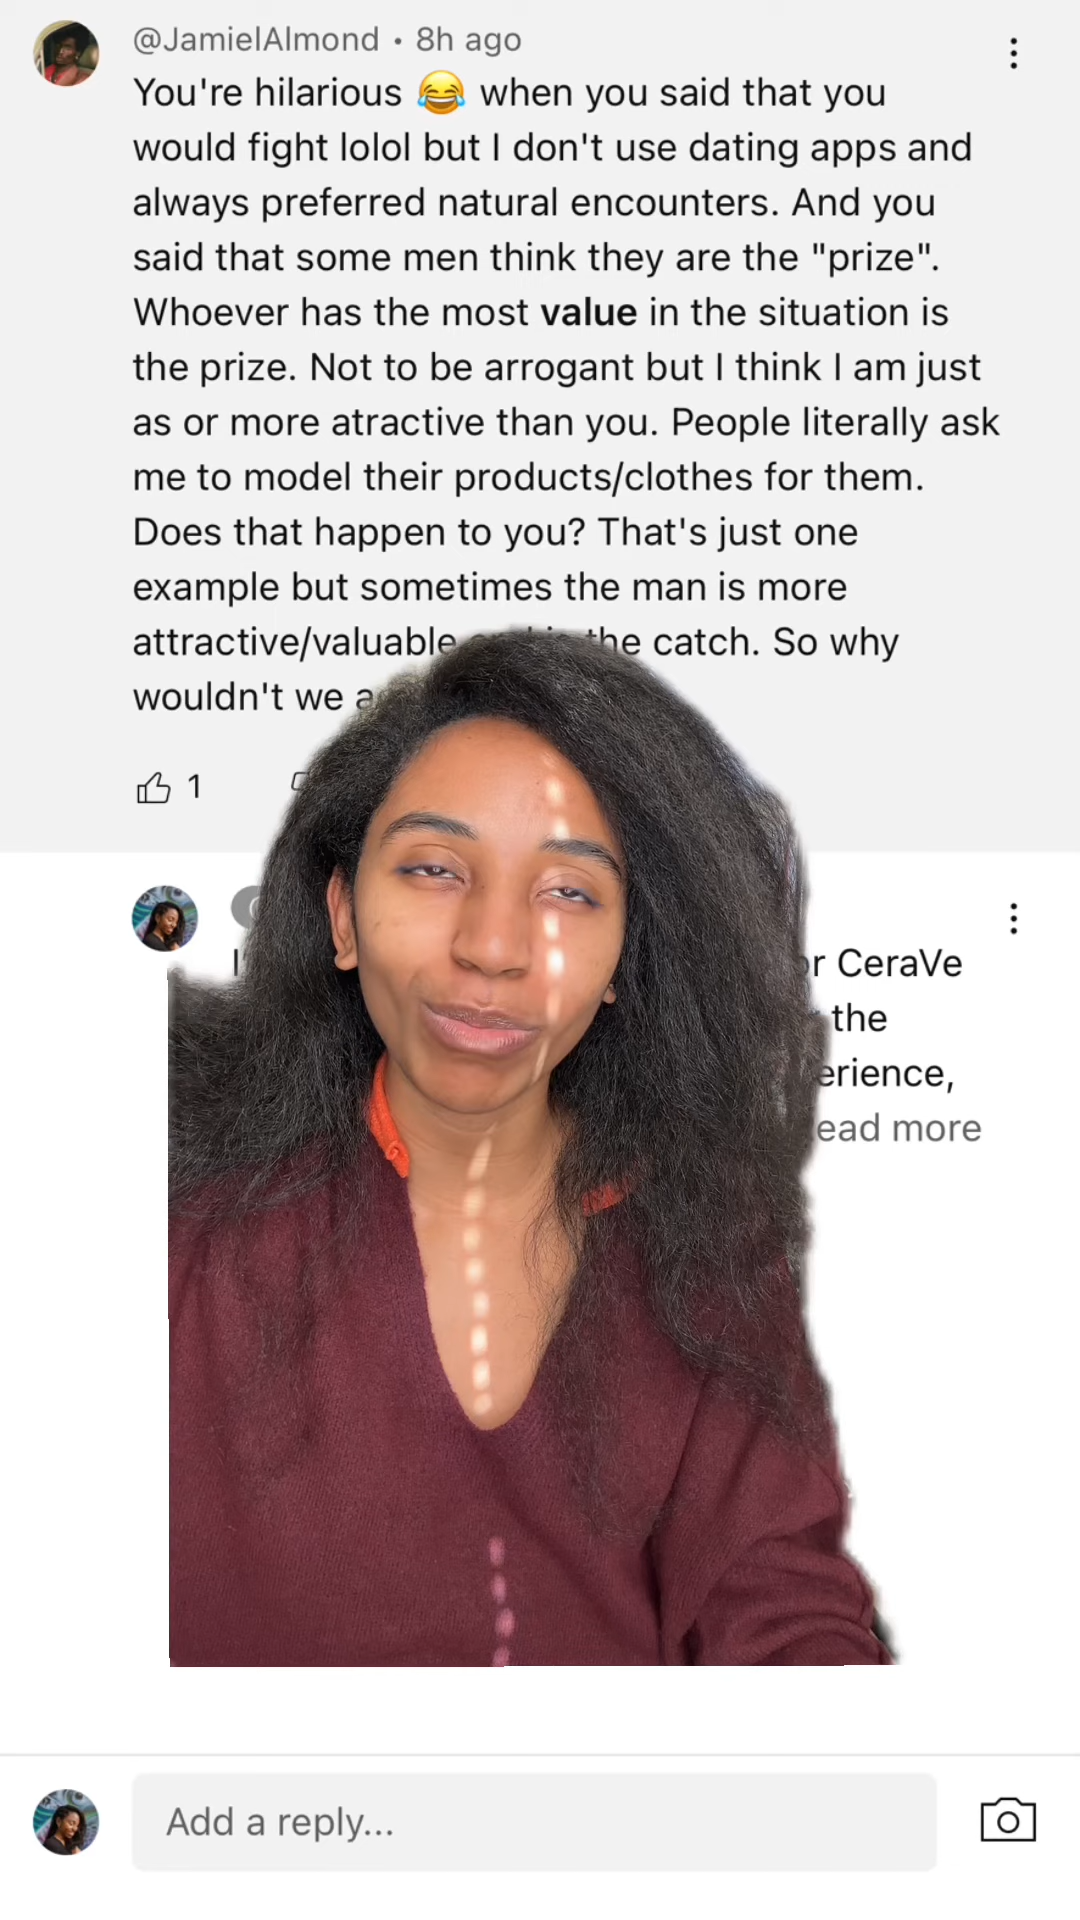 @JamielAlmond • 8h ago
You're hilarious 😂 when you said that you
would fight lolol but I don't use dating apps and
always preferred natural encounters. And you
said that some men think they are the "prize".
Whoever has the most value in the situation is
the prize. Not to be arrogant but I think I am just
as or more atractive than you. People literally ask
me to model their products/clothes for them.
Does that happen to you? That's just one
example but sometimes the man is more
attractive/valuable the catch. So why
wouldn't we
1
CeraVe
the
Read more
Add a reply...